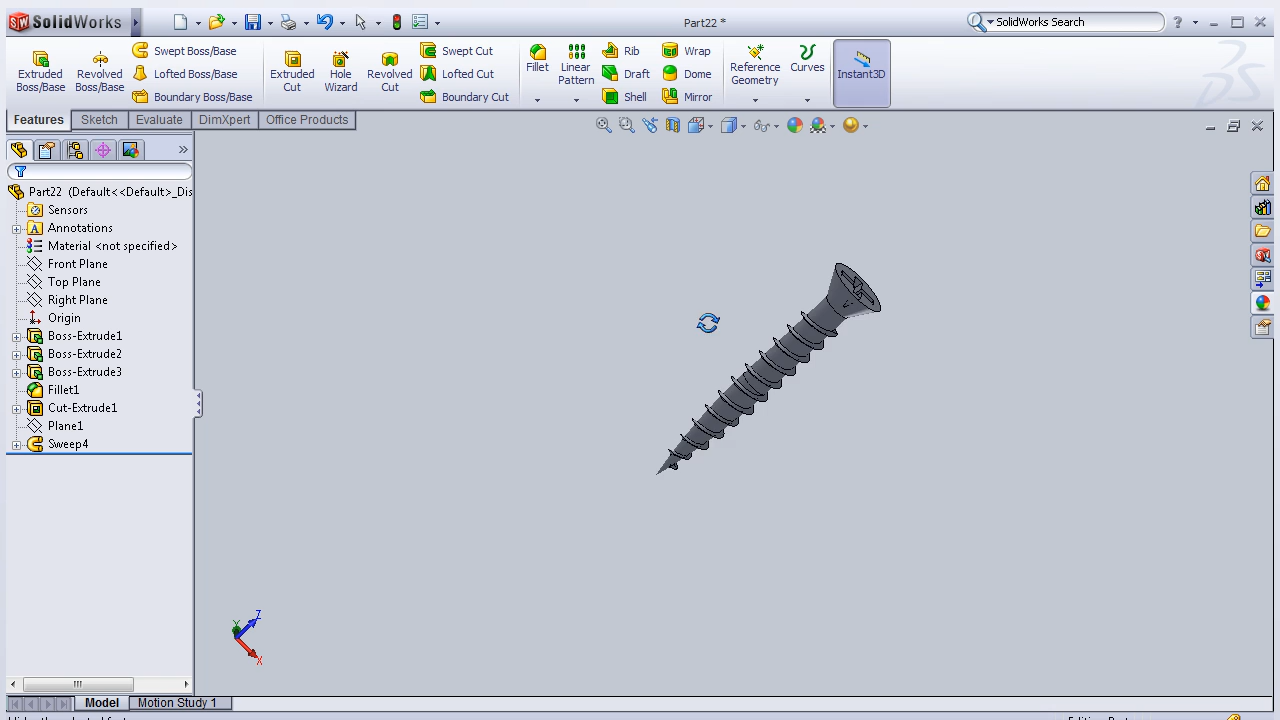 SolidWorks
Part22 *
SolidWorks Search
Extruded Boss/Base
Revolved Boss/Base
Swept Boss/Base
Lofted Boss/Base
Boundary Boss/Base
Extruded Cut
Hole Wizard
Revolved Cut
Swept Cut
Lofted Cut
Boundary Cut
Fillet
Linear Pattern
Rib
Draft
Shell
Wrap
Dome
Mirror
Reference Geometry
Curves
Instant3D
Features
Sketch
Evaluate
DimXpert
Office Products
Part22 (Default<<Default>_Dis
Sensors
Annotations
Material <not specified>
Front Plane
Top Plane
Right Plane
Origin
Boss-Extrude1
Boss-Extrude2
Boss-Extrude3
Fillet1
Cut-Extrude1
Plane1
Sweep4
Z
Y
X
Model
Motion Study 1